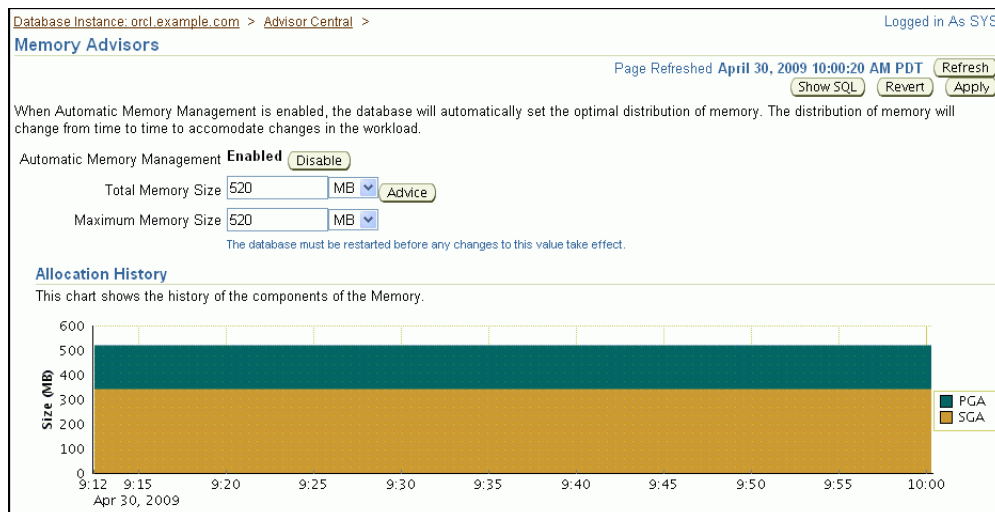 Database Instance: orcl.example.com > Advisor Central >
Logged in As SYS
Memory Advisors
Page Refreshed April 30, 2009 10:00:20 AM PDT Refresh
Show SQL Revert Apply
When Automatic Memory Management is enabled, the database will automatically set the optimal distribution of memory. The distribution of memory will
change from time to time to accomodate changes in the workload.
Automatic Memory Management Enabled Disable
Total Memory Size 520 MB Advice
Maximum Memory Size 520 MB
The database must be restarted before any changes to this value take effect.
Allocation History
This chart shows the history of the components of the Memory.
Size (MB)
600
500
400
300
200
100
0
PGA
SGA
9:12 9:15 9:20 9:25 9:30 9:35 9:40 9:45 9:50 9:55 10:00
Apr 30, 2009